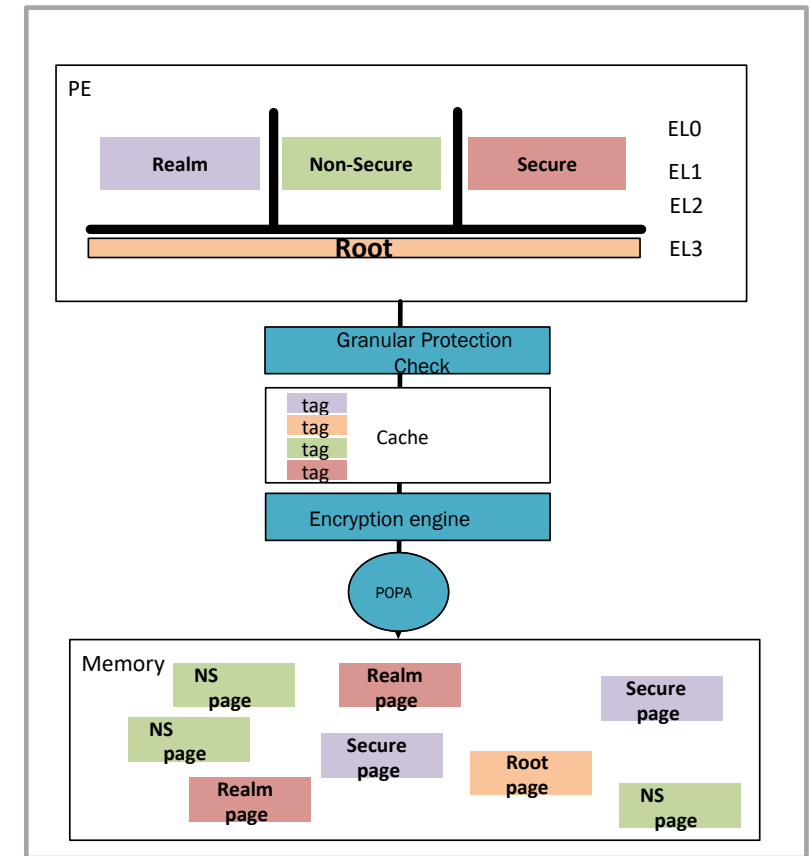 PE
EL0
Realm
Non-Secure
Secure
EL1
EL2
Root
EL3
Granular Protection
Check
tag
tag
Cache
tag
tag
Encryption engine
POPA
Memory
NS
page
Realm
page
Secure
page
NS
page
Secure
page
Root
page
Realm
page
NS
page